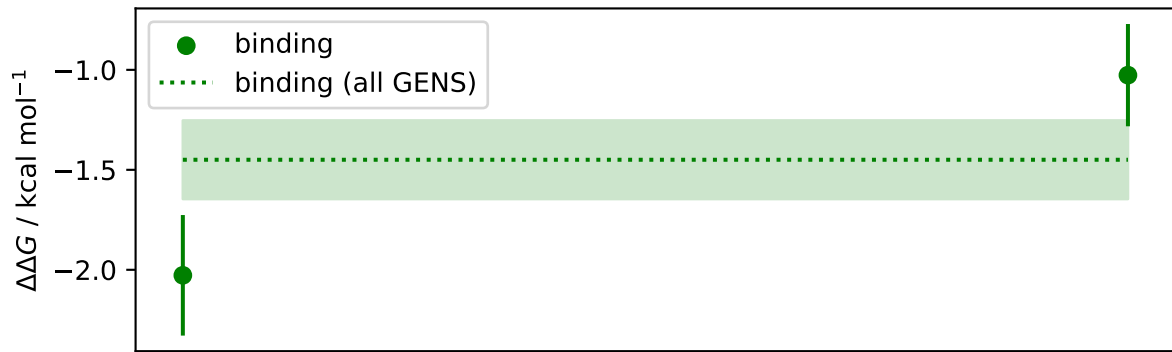 binding
binding (all GENS)
−1.0
−1.5
−2.0
ΔΔG / kcal mol⁻¹